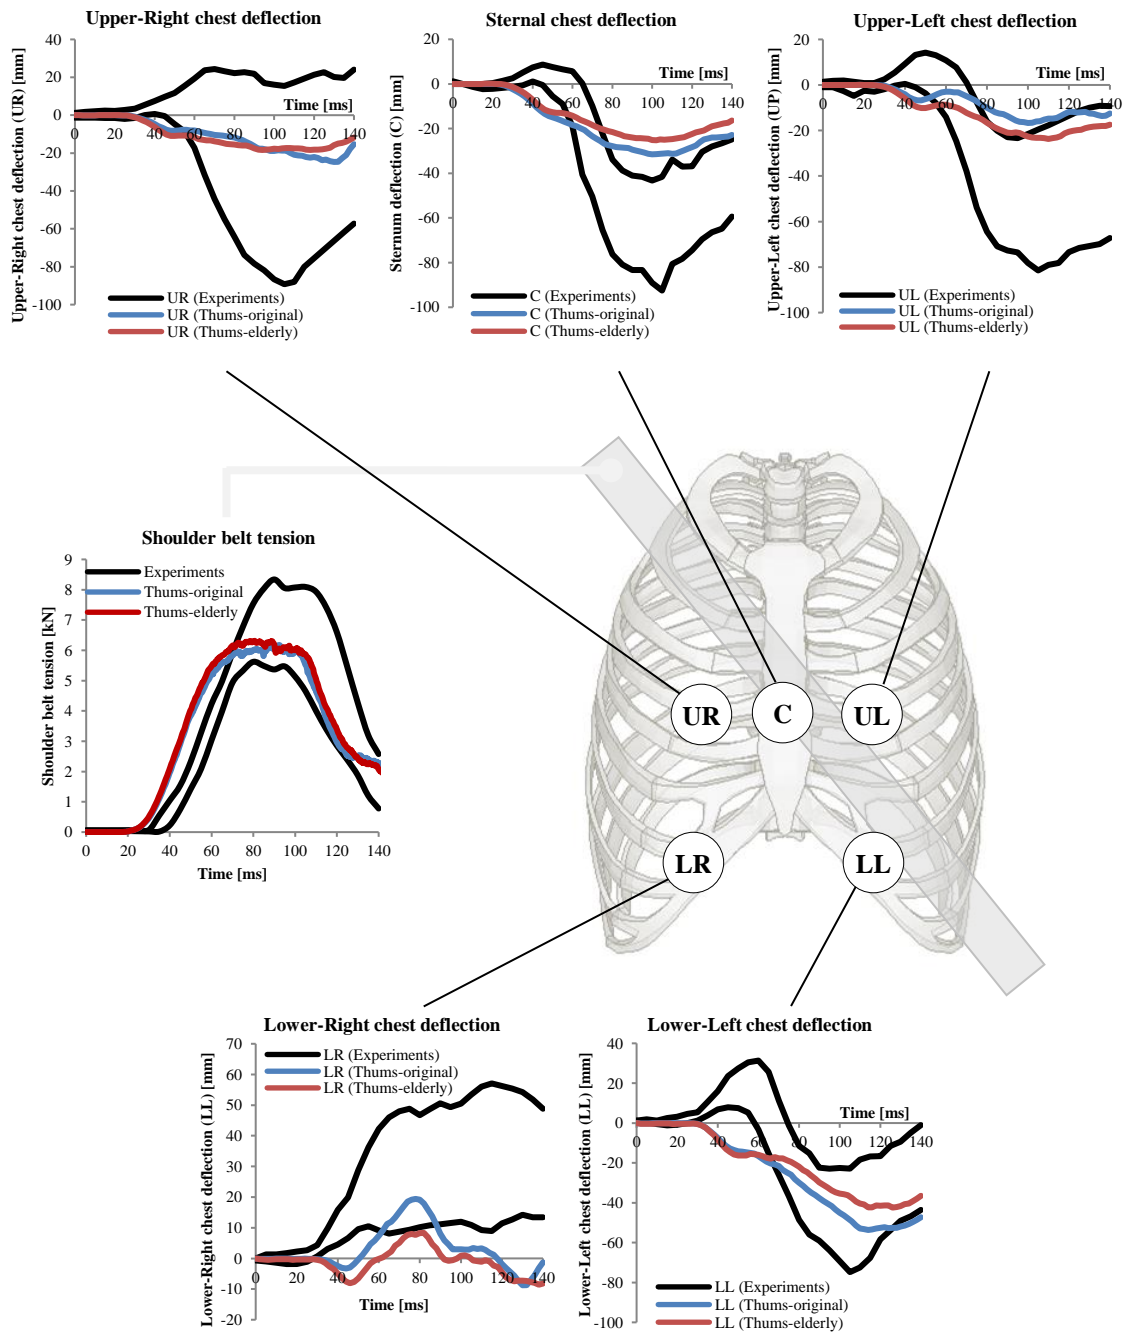 Upper-Right chest deflection
Sternal chest deflection
Upper-Left chest deflection
Upper-Right chest deflection (UR) [mm]
40
20
0
-20
-40
-60
-80
-100
Time [ms]
0 20 40 60 80 100 120 140
UR (Experiments)
UR (Thums-original)
UR (Thums-elderly)
Sternum deflection (C) [mm]
20
0
-20
-40
-60
-80
-100
Time [ms]
0 20 40 60 80 100 120 140
C (Experiments)
C (Thums-original)
C (Thums-elderly)
Upper-Left chest deflection (UP) [mm]
20
0
-20
-40
-60
-80
-100
Time [ms]
0 20 40 60 80 100 120 140
UL (Experiments)
UL (Thums-original)
UL (Thums-elderly)
Shoulder belt tension
Shoulder belt tension [kN]
9
8
7
6
5
4
3
2
1
0
Experiments
Thums-original
Thums-elderly
0 20 40 60 80 100 120 140
Time [ms]
UR C UL
LR LL
Lower-Right chest deflection
Lower-Right chest deflection (LL) [mm]
70
60
50
40
30
20
10
0
-10
-20
LR (Experiments)
LR (Thums-original)
LR (Thums-elderly)
0 20 40 60 80 100 120 140
Time [ms]
Lower-Left chest deflection
Lower-Left chest deflection (LL) [mm]
40
20
0
-20
-40
-60
-80
-100
Time [ms]
0 20 40 60 80 100 120 140
LL (Experiments)
LL (Thums-original)
LL (Thums-elderly)